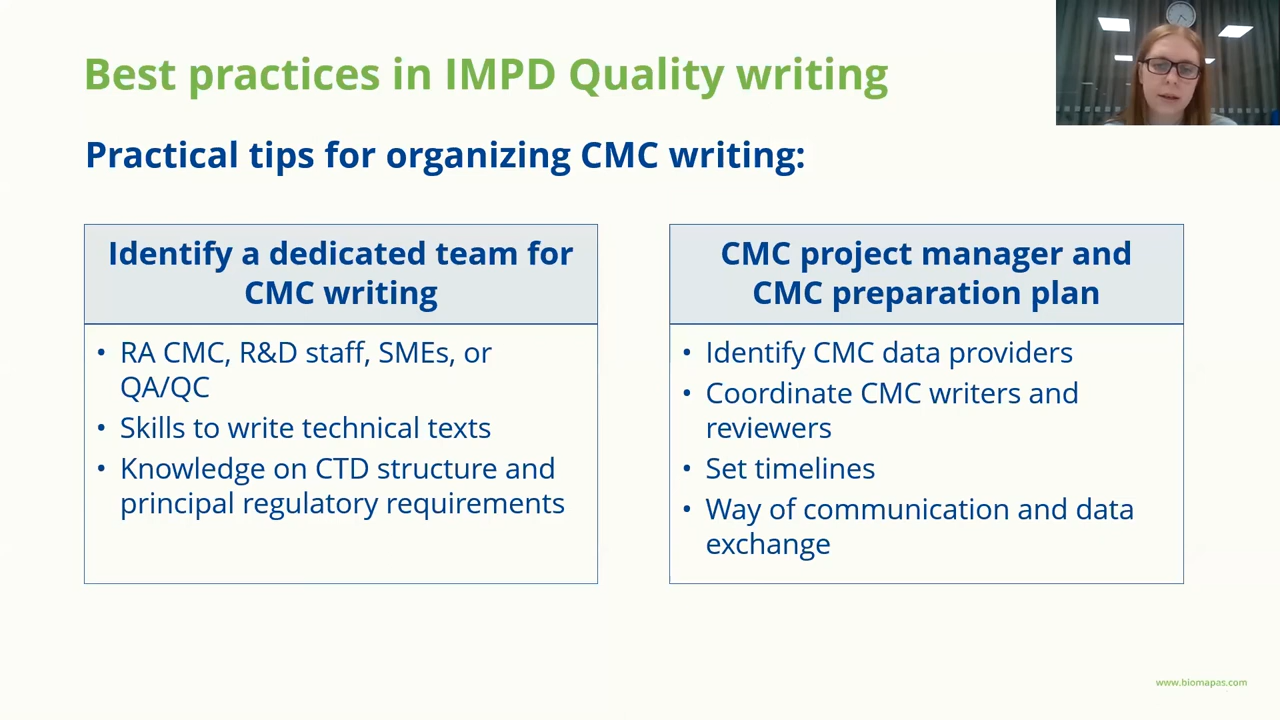 Best practices in IMPD Quality writing
Practical tips for organizing CMC writing:
Identify a dedicated team for
CMC writing
• RA CMC, R&D staff, SMEs, or
QA/QC
• Skills to write technical texts
• Knowledge on CTD structure and
principal regulatory requirements
CMC project manager and
CMC preparation plan
• Identify CMC data providers
• Coordinate CMC writers and
reviewers
• Set timelines
• Way of communication and data
exchange
www.biomapas.com